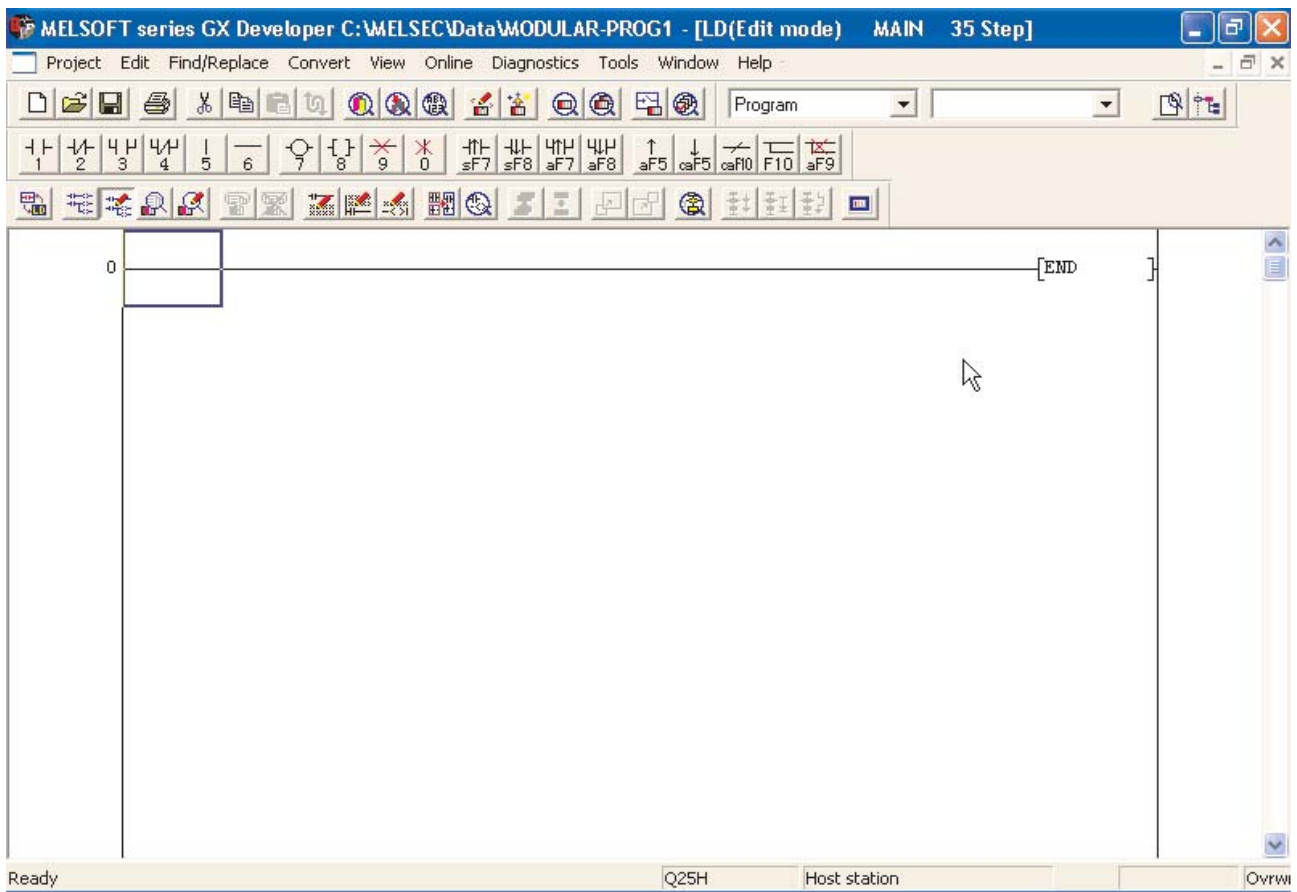 MELSOFT series GX Developer C:\MELSEC\Data\MODULAR-PROG1 - [LD(Edit mode) MAIN 35 Step]
Project Edit Find/Replace Convert View Online Diagnostics Tools Window Help
Program
1 2 3 4 5 6 7 8 9 0 sF7 sF8 aF7 aF8 aF5 caF5 caF10 F10 aF9
0 [END ]
Ready Q25H Host station Ovrwr